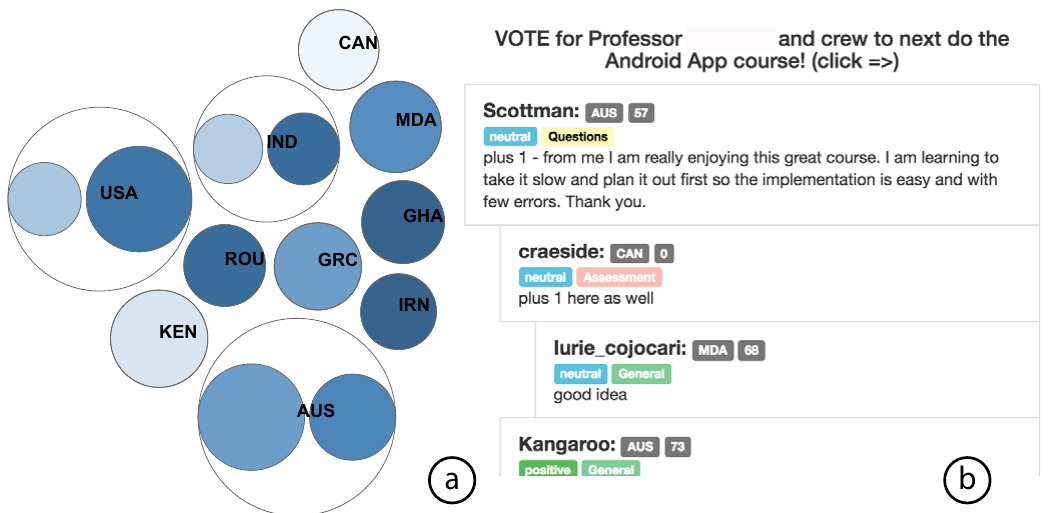 CAN
MDA
IND
USA
GHA
ROU
GRC
IRN
KEN
AUS
a
VOTE for Professor and crew to next do the
Android App course! (click =>)
Scottman: AUS 57
neutral Questions
plus 1 - from me I am really enjoying this great course. I am learning to
take it slow and plan it out first so the implementation is easy and with
few errors. Thank you.
craeside: CAN 0
neutral Assessment
plus 1 here as well
Iurie_cojocari: MDA 68
neutral General
good idea
Kangaroo: AUS 73
positive General
b